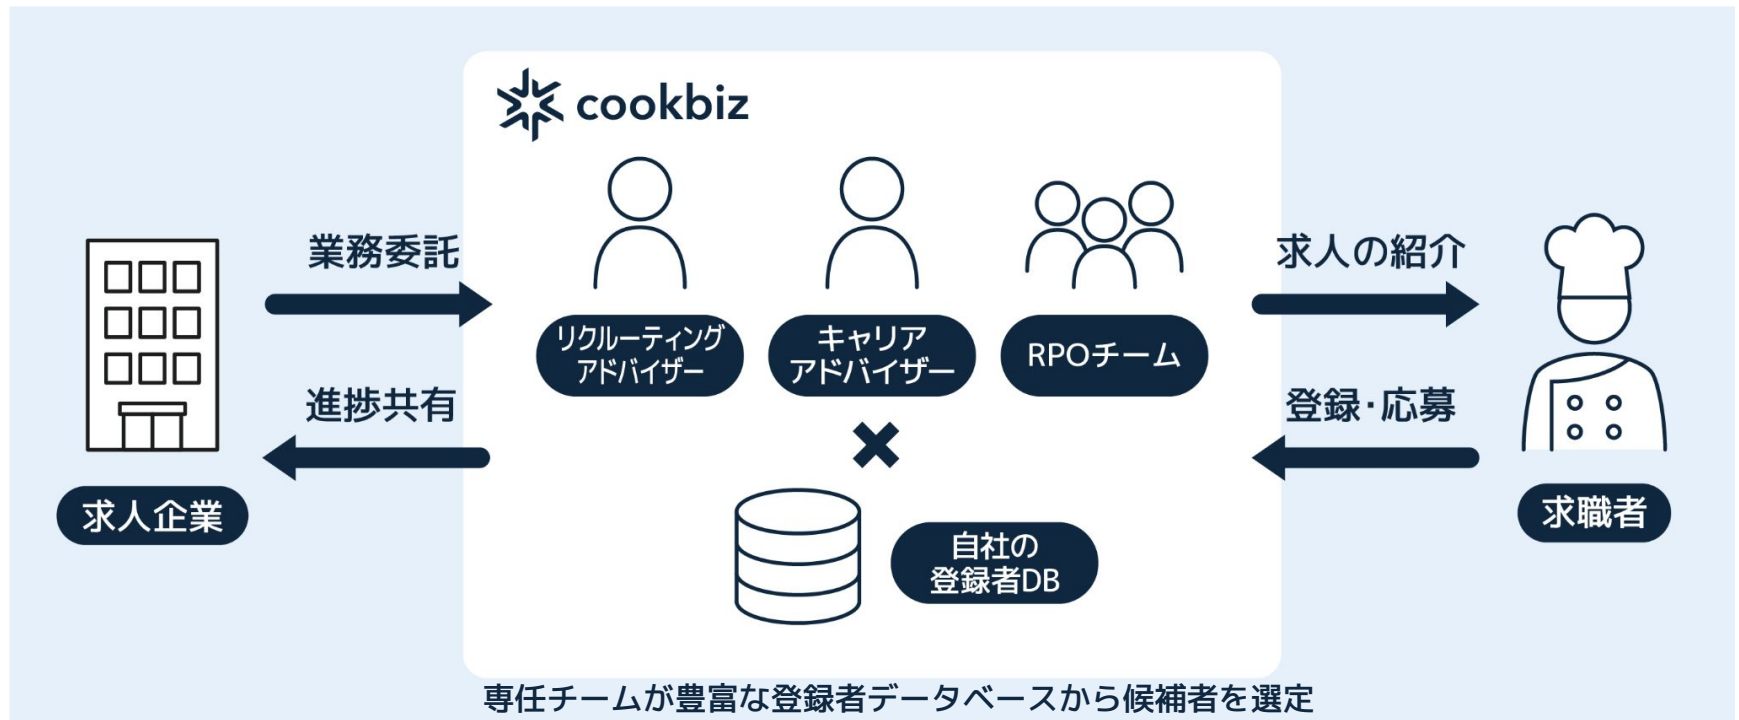 cookbiz
業務委託
進捗共有
求人企業
リクルーティング
アドバイザー
キャリア
アドバイザー
RPOチーム
自社の
登録者DB
求人の紹介
登録・応募
求職者
専任チームが豊富な登録者データベースから候補者を選定